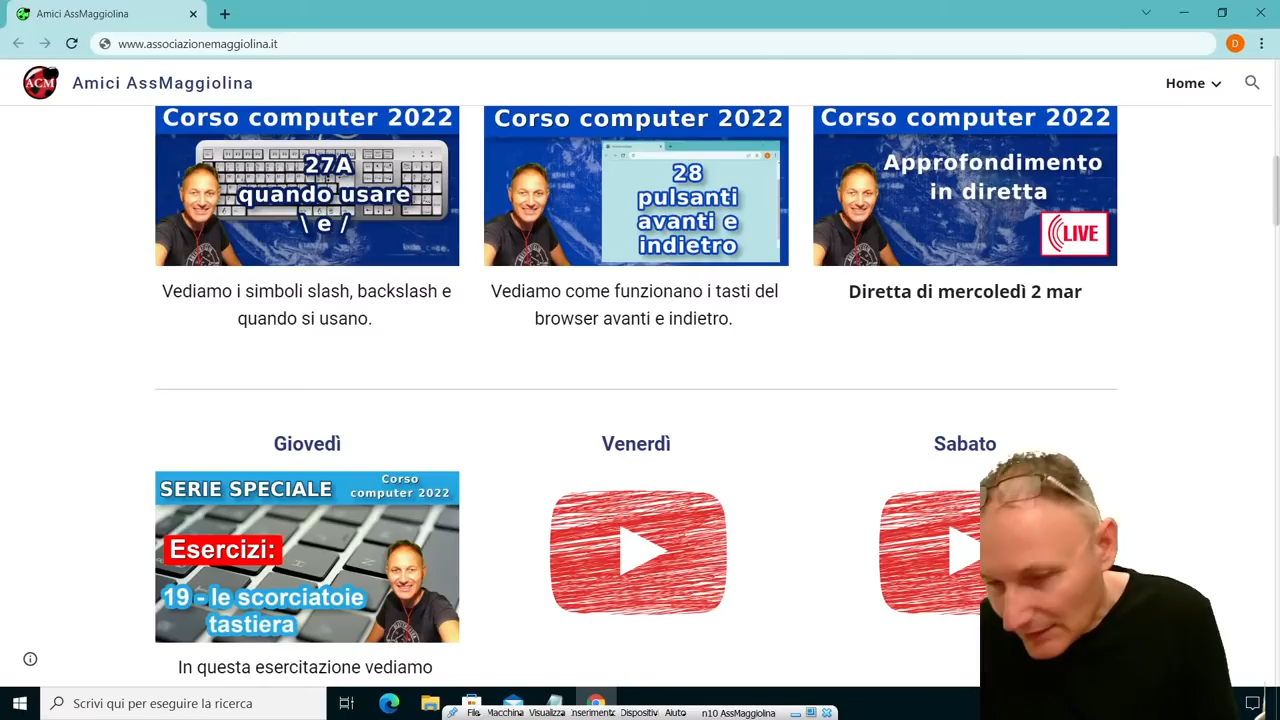 Amici AssMaggiolina
www.associazionemaggiolina.it
D
ACM
Amici AssMaggiolina
Home
Corso computer 2022
27A
quando usare
\ e /
Corso computer 2022
28
pulsanti
avanti e
indietro
Corso computer 2022
Approfondimento
in diretta
LIVE
Vediamo i simboli slash, backslash e
quando si usano.
Vediamo come funzionano i tasti del
browser avanti e indietro.
Diretta di mercoledì 2 mar
Giovedì
Venerdì
Sabato
SERIE SPECIALE
Corso
computer 2022
Esercizi:
19 - le scorciatoie
tastiera
In questa esercitazione vediamo
Scrivi qui per eseguire la ricerca
File Macchina Visualizza Inserimento Dispositivi Aiuto n10 AssMaggiolina